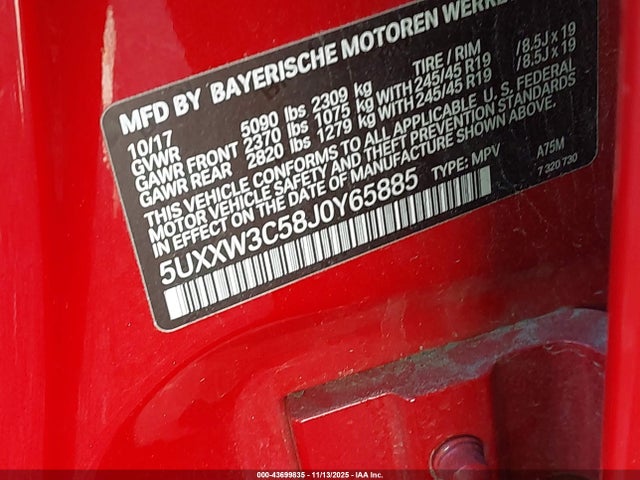 MFD BY BAYERISCHE MOTOREN WERKE
10/17 TIRE / RIM
GVWR 5090 lbs 2309 kg
GAWR FRONT 2370 lbs 1075 kg WITH 245/45 R19 /8.5J x 19
GAWR REAR 2820 lbs 1279 kg WITH 245/45 R19 /8.5J x 19
THIS VEHICLE CONFORMS TO ALL APPLICABLE U.S. FEDERAL
MOTOR VEHICLE SAFETY AND THEFT PREVENTION STANDARDS
IN EFFECT ON THE DATE OF MANUFACTURE SHOWN ABOVE.
5UXXW3C58J0Y65885 TYPE: MPV A75M
7 320 730
000-43699835 - 11/13/2025 - IAA Inc.